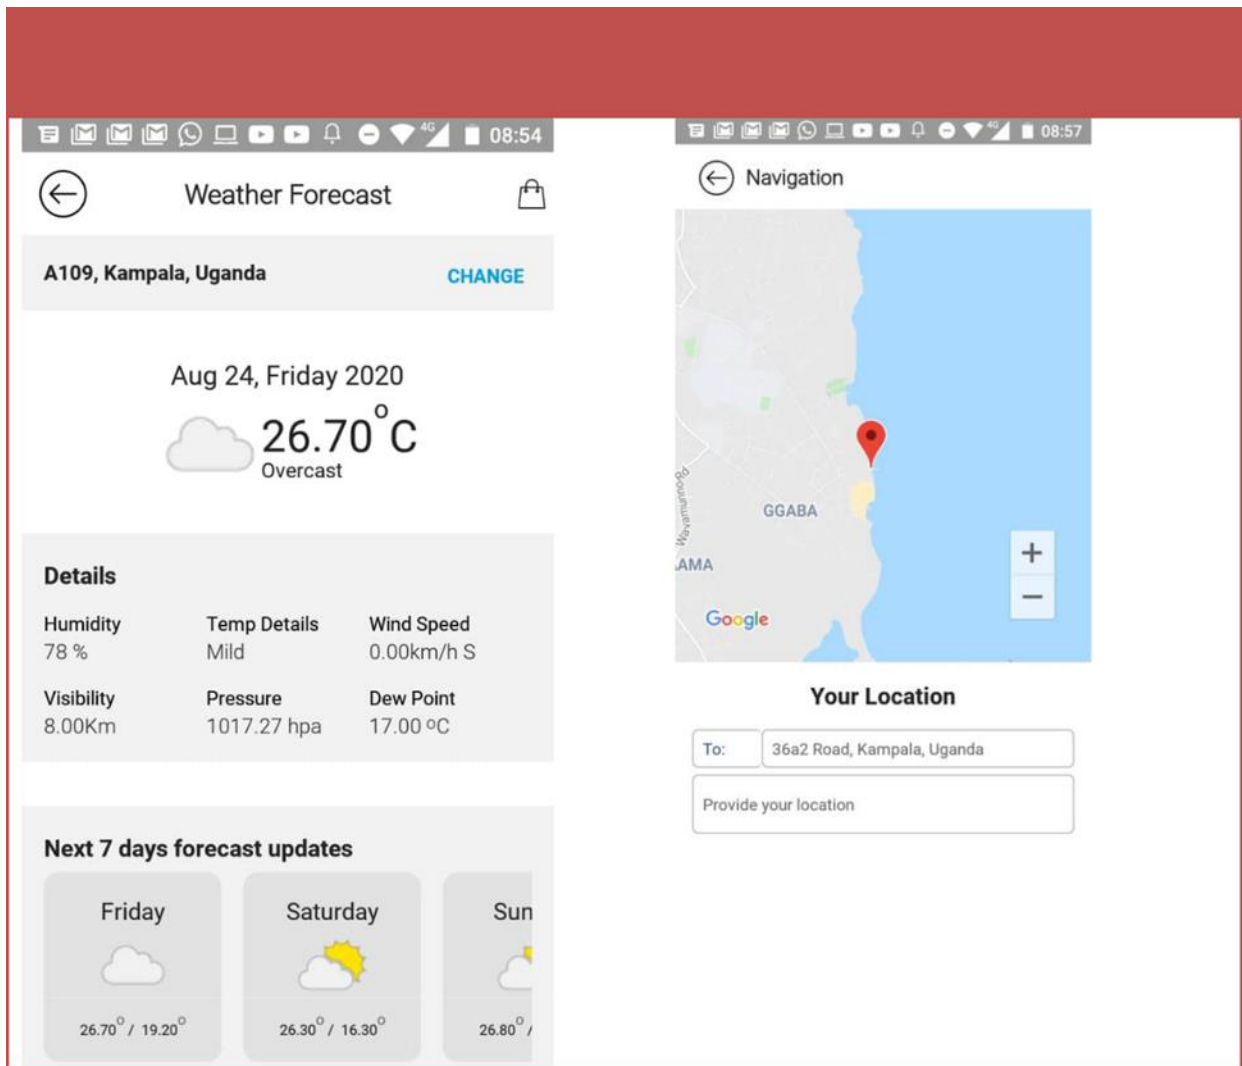 4G 08:54
Weather Forecast
A109, Kampala, Uganda CHANGE
Aug 24, Friday 2020
26.70°C
Overcast
Details
Humidity Temp Details Wind Speed
78 % Mild 0.00km/h S
Visibility Pressure Dew Point
8.00Km 1017.27 hpa 17.00 ºC
Next 7 days forecast updates
Friday Saturday Sun
26.70° / 19.20° 26.30° / 16.30° 26.80° /
4G 08:57
Navigation
GGABA
AMA
+
−
Google
Your Location
To: 36a2 Road, Kampala, Uganda
Provide your location